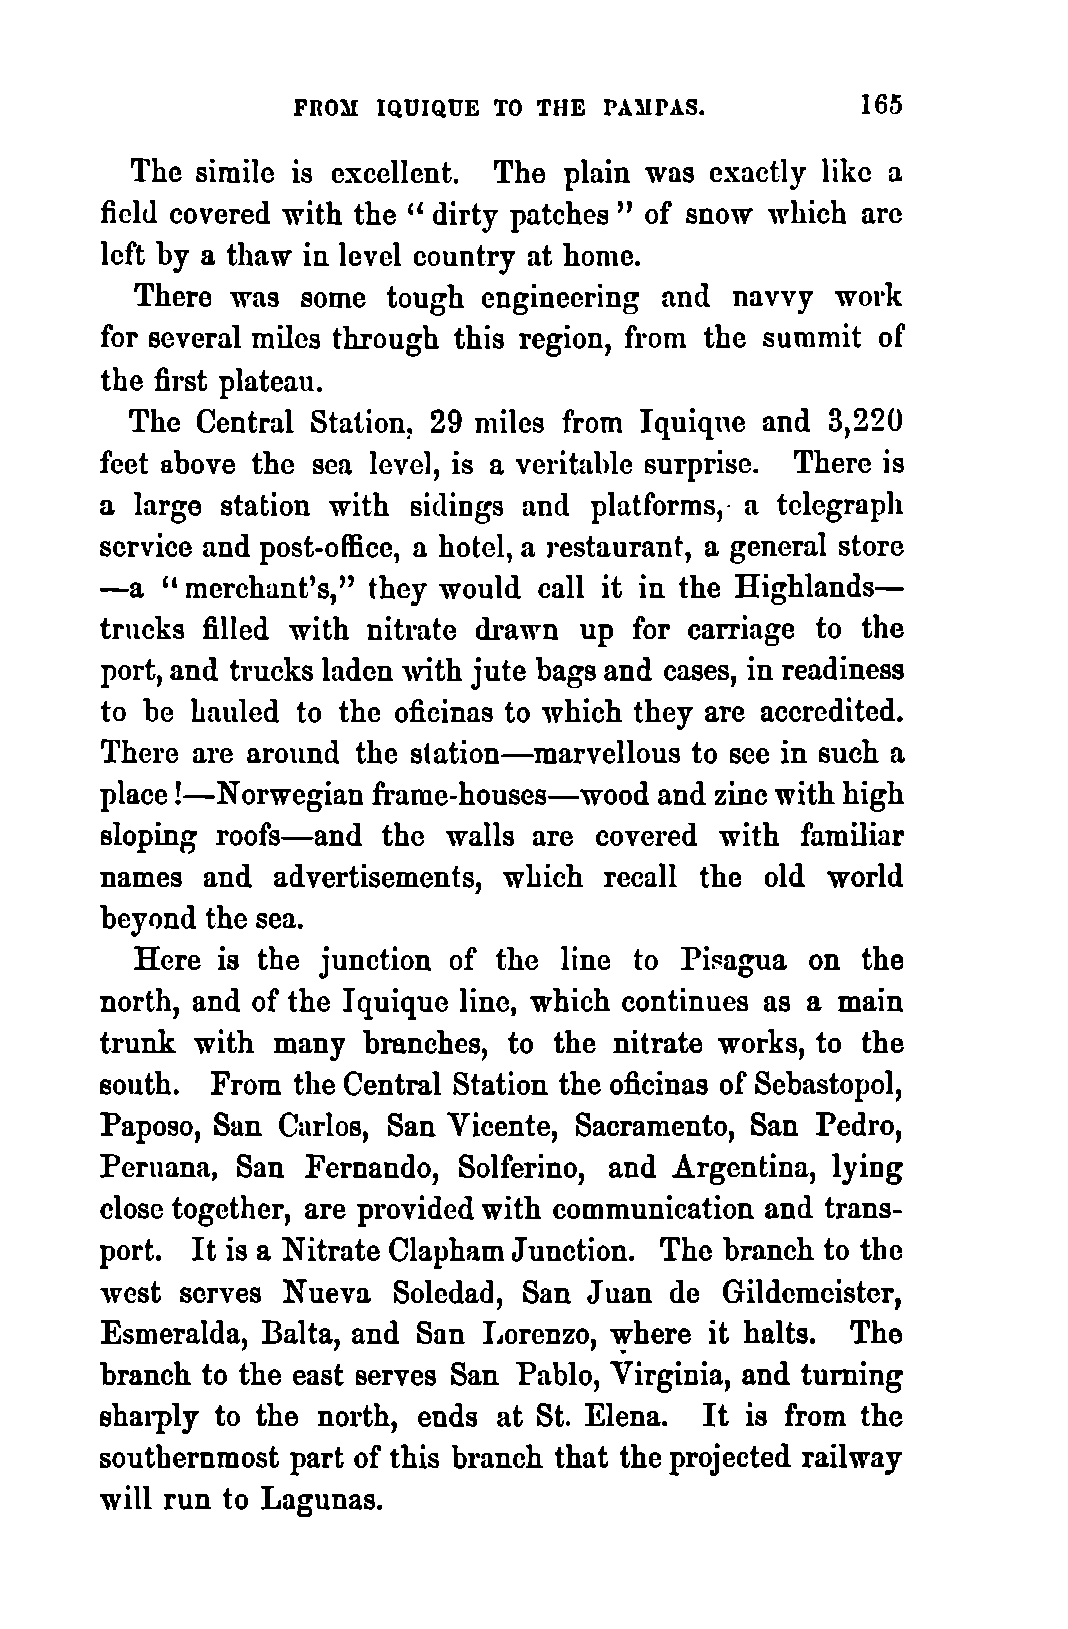 FROM IQUIQUE TO THE PAMPAS. 165
The simile is excellent. The plain was exactly like a
field covered with the “ dirty patches ” of snow which are
left by a thaw in level country at home.
There was some tough engineering and navvy work
for several miles through this region, from the summit of
the first plateau.
The Central Station, 29 miles from Iquique and 3,220
feet above the sea level, is a veritable surprise. There is
a large station with sidings and platforms, a telegraph
service and post-office, a hotel, a restaurant, a general store
—a “ merchant’s,” they would call it in the Highlands—
trucks filled with nitrate drawn up for carriage to the
port, and trucks laden with jute bags and cases, in readiness
to be hauled to the oficinas to which they are accredited.
There are around the station—marvellous to see in such a
place !—Norwegian frame-houses—wood and zinc with high
sloping roofs—and the walls are covered with familiar
names and advertisements, which recall the old world
beyond the sea.
Here is the junction of the line to Pisagua on the
north, and of the Iquique line, which continues as a main
trunk with many branches, to the nitrate works, to the
south. From the Central Station the oficinas of Sebastopol,
Paposo, San Carlos, San Vicente, Sacramento, San Pedro,
Peruana, San Fernando, Solferino, and Argentina, lying
close together, are provided with communication and trans-
port. It is a Nitrate Clapham Junction. The branch to the
west serves Nueva Soledad, San Juan de Gildemeister,
Esmeralda, Balta, and San Lorenzo, where it halts. The
branch to the east serves San Pablo, Virginia, and turning
sharply to the north, ends at St. Elena. It is from the
southernmost part of this branch that the projected railway
will run to Lagunas.